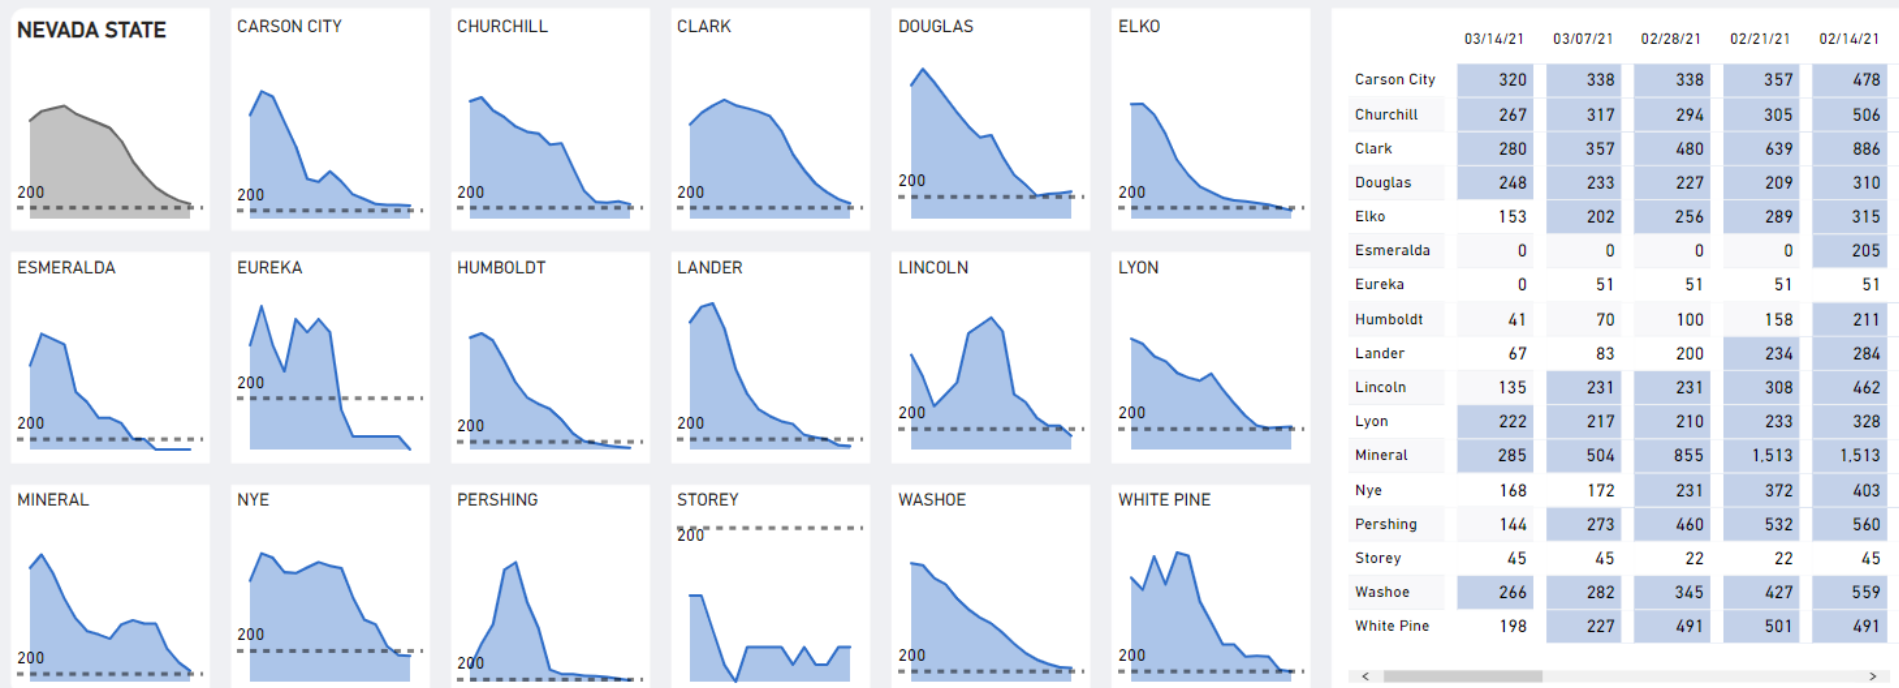 NEVADA STATE
CARSON CITY
CHURCHILL
CLARK
DOUGLAS
ELKO
200
200
200
200
200
200
ESMERALDA
EUREKA
HUMBOLDT
LANDER
LINCOLN
LYON
200
200
200
200
200
200
MINERAL
NYE
PERSHING
STOREY
WASHOE
WHITE PINE
200
200
200
200
200
200
03/14/21 03/07/21 02/28/21 02/21/21 02/14/21
Carson City 320 338 338 357 478
Churchill 267 317 294 305 506
Clark 280 357 480 639 886
Douglas 248 233 227 209 310
Elko 153 202 256 289 315
Esmeralda 0 0 0 0 205
Eureka 0 51 51 51 51
Humboldt 41 70 100 158 211
Lander 67 83 200 234 284
Lincoln 135 231 231 308 462
Lyon 222 217 210 233 328
Mineral 285 504 855 1,513 1,513
Nye 168 172 231 372 403
Pershing 144 273 460 532 560
Storey 45 45 22 22 45
Washoe 266 282 345 427 559
White Pine 198 227 491 501 491